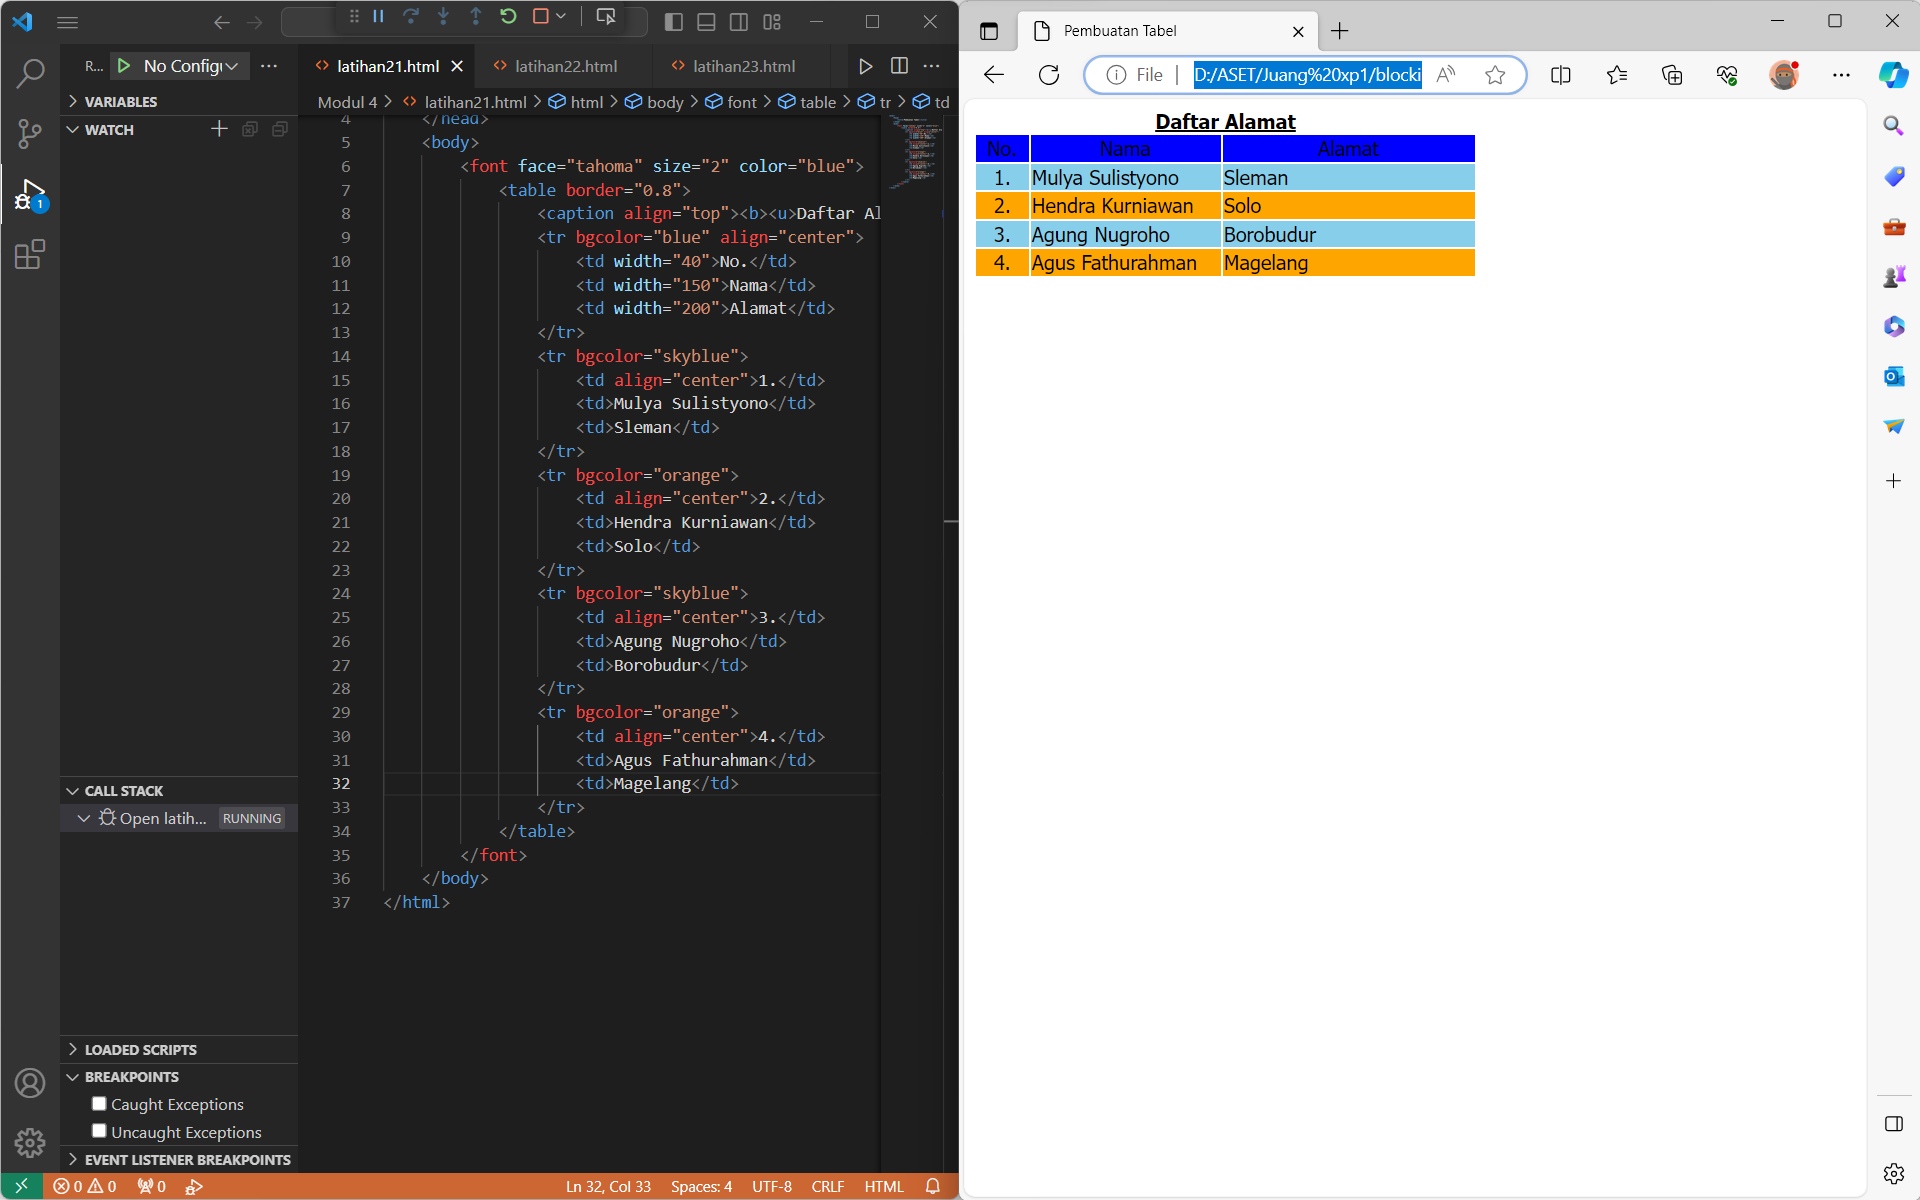 R...
No Config
VARIABLES
WATCH
CALL STACK
Open latih...
RUNNING
LOADED SCRIPTS
BREAKPOINTS
Caught Exceptions
Uncaught Exceptions
EVENT LISTENER BREAKPOINTS
1
latihan21.html
latihan22.html
latihan23.html
Modul 4 > latihan21.html > html > body > font > table > tr > td
4 </head>
5 <body>
6 <font face="tahoma" size="2" color="blue">
7 <table border="0.8">
8 <caption align="top"><b><u>Daftar Al
9 <tr bgcolor="blue" align="center">
10 <td width="40">No.</td>
11 <td width="150">Nama</td>
12 <td width="200">Alamat</td>
13 </tr>
14 <tr bgcolor="skyblue">
15 <td align="center">1.</td>
16 <td>Mulya Sulistyono</td>
17 <td>Sleman</td>
18 </tr>
19 <tr bgcolor="orange">
20 <td align="center">2.</td>
21 <td>Hendra Kurniawan</td>
22 <td>Solo</td>
23 </tr>
24 <tr bgcolor="skyblue">
25 <td align="center">3.</td>
26 <td>Agung Nugroho</td>
27 <td>Borobudur</td>
28 </tr>
29 <tr bgcolor="orange">
30 <td align="center">4.</td>
31 <td>Agus Fathurahman</td>
32 <td>Magelang</td>
33 </tr>
34 </table>
35 </font>
36 </body>
37 </html>
0 0 0
Ln 32, Col 33 Spaces: 4 UTF-8 CRLF HTML
Pembuatan Tabel
File D:/ASET/Juang%20xp1/blocki
Daftar Alamat
No. Nama Alamat
1. Mulya Sulistyono Sleman
2. Hendra Kurniawan Solo
3. Agung Nugroho Borobudur
4. Agus Fathurahman Magelang